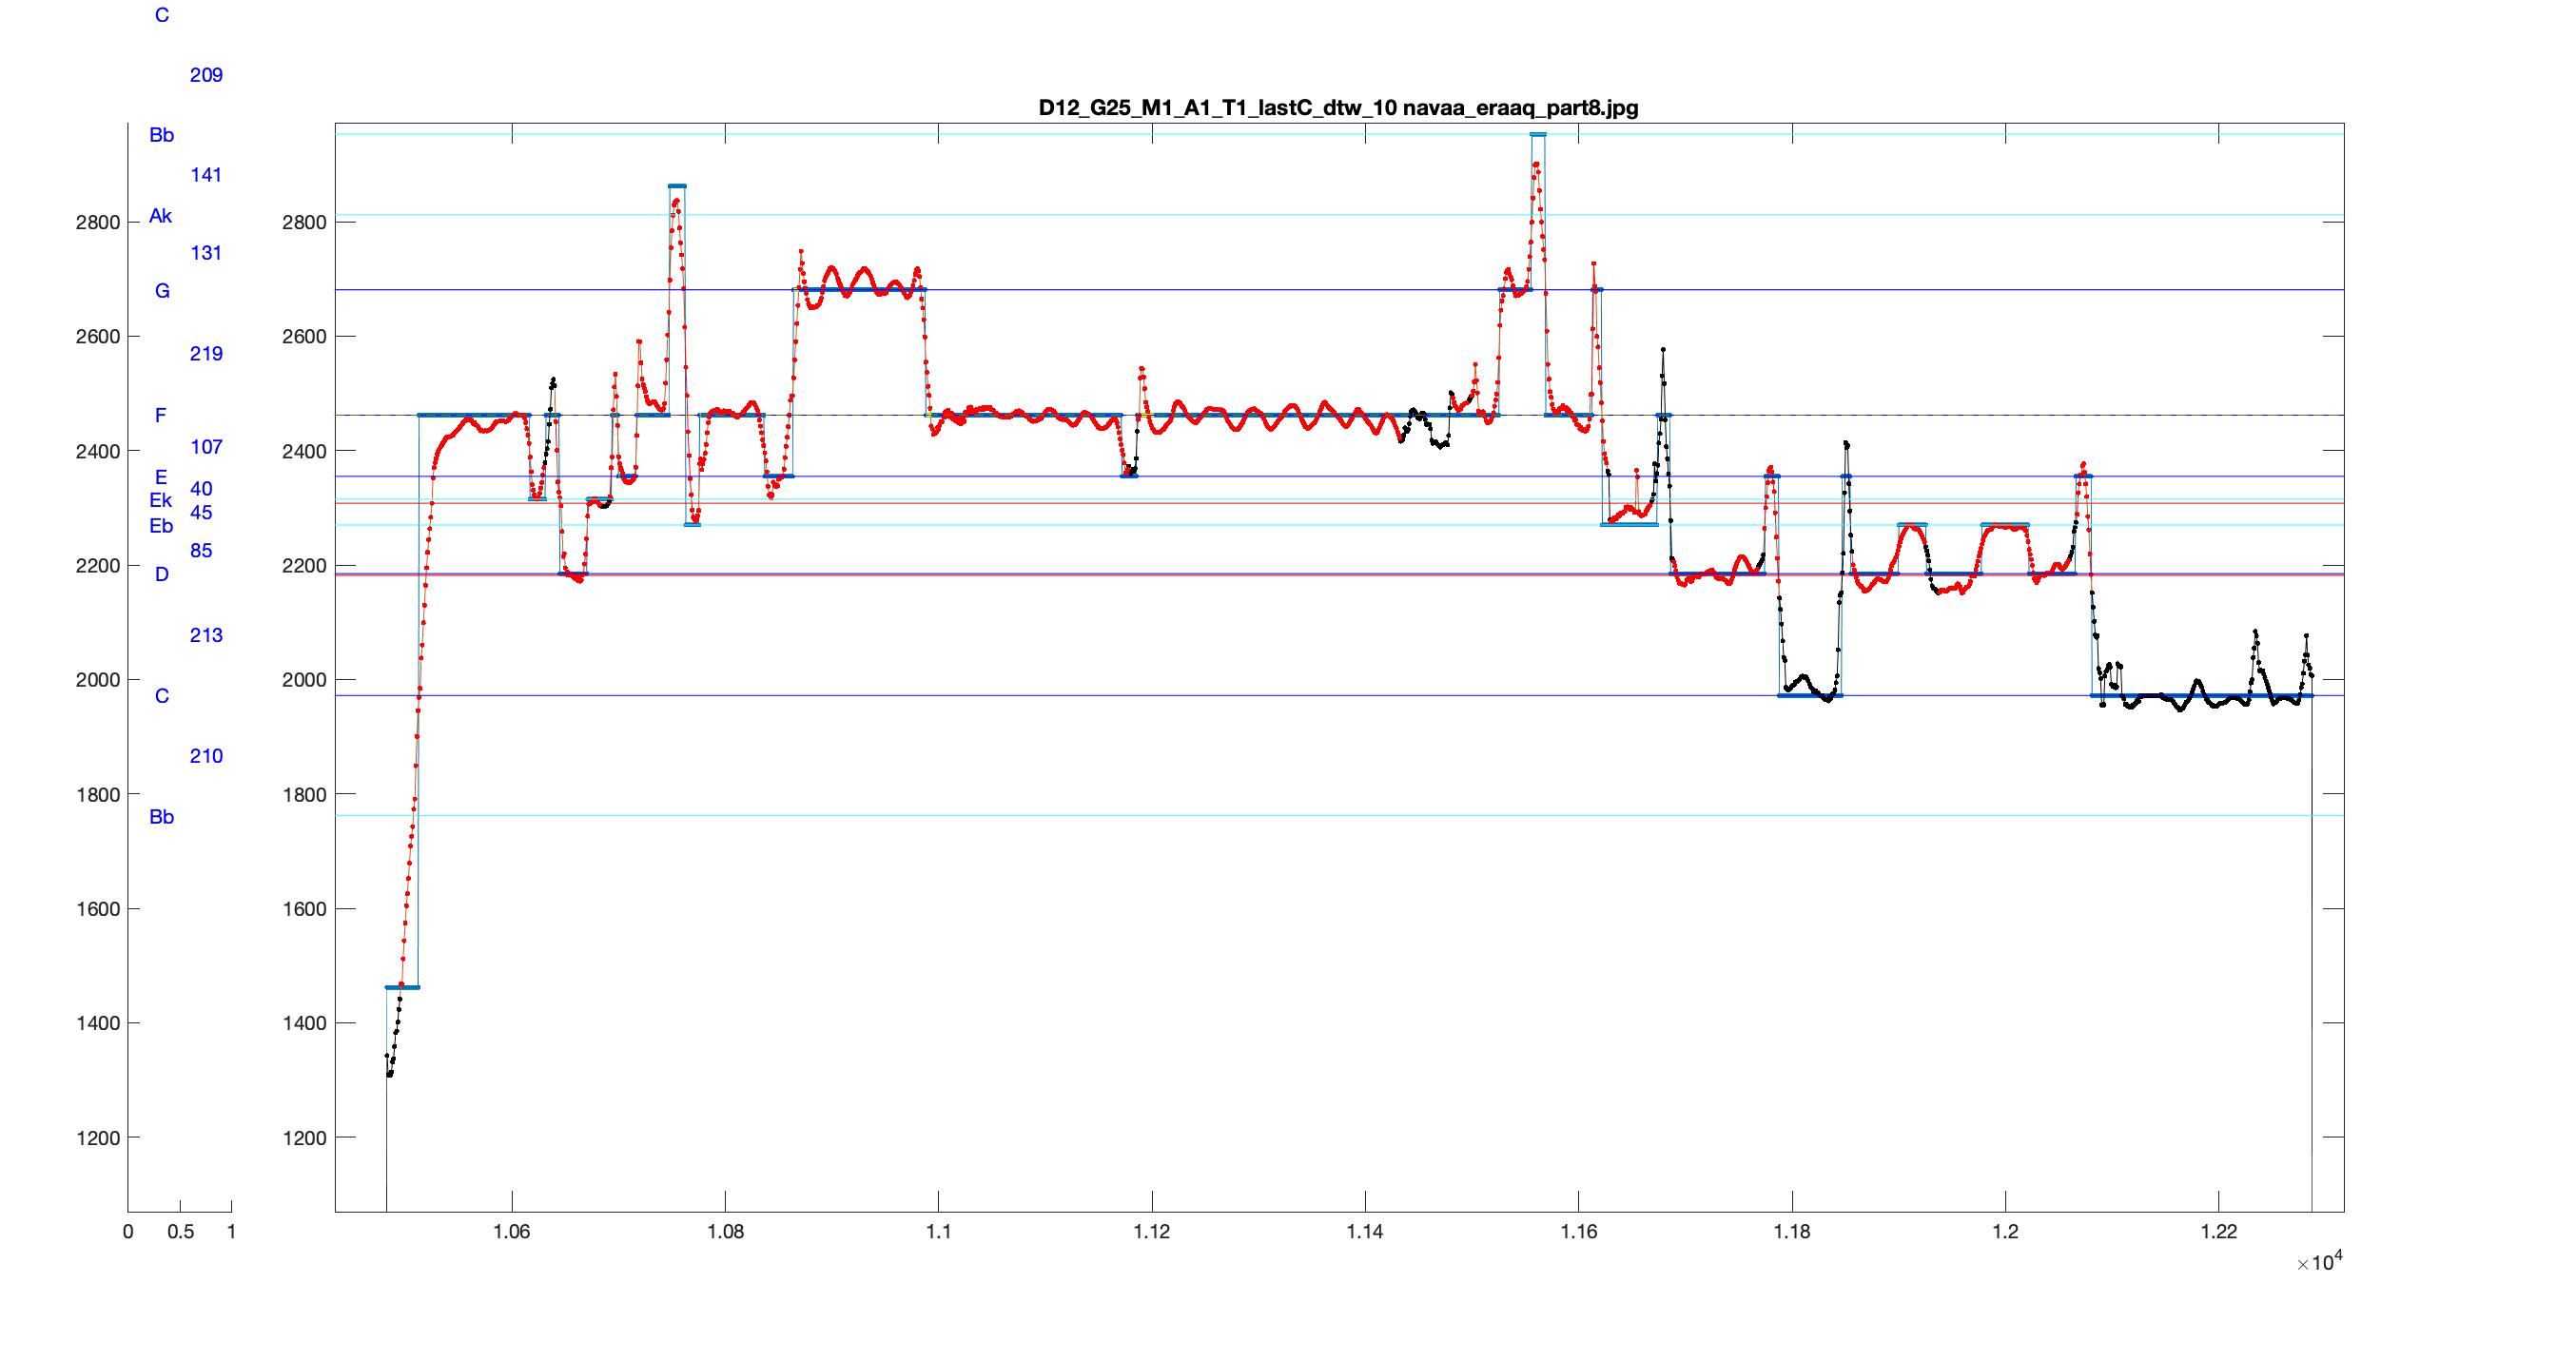 C
209
D12_G25_M1_A1_T1_lastC_dtw_10 navaa_eraaq_part8.jpg
Bb
141
2800 Ak 2800
131
G
2600 2600
219
F
2400 107 2400
E
40
Ek
45
Eb
85
2200 D 2200
213
2000 2000
C
210
1800 Bb 1800
1600 1600
1400 1400
1200 1200
0 0.5 1 1.06 1.08 1.1 1.12 1.14 1.16 1.18 1.2 1.22
×10^4